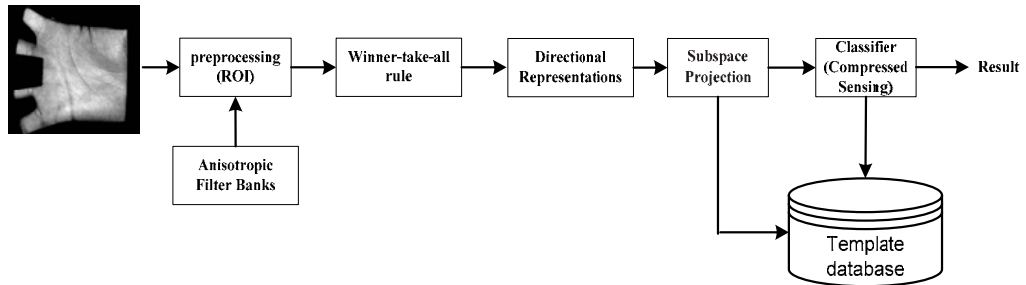 preprocessing
(ROI)
Winner-take-all
rule
Directional
Representations
Subspace
Projection
Classifier
(Compressed
Sensing)
Result
Anisotropic
Filter Banks
Template
database